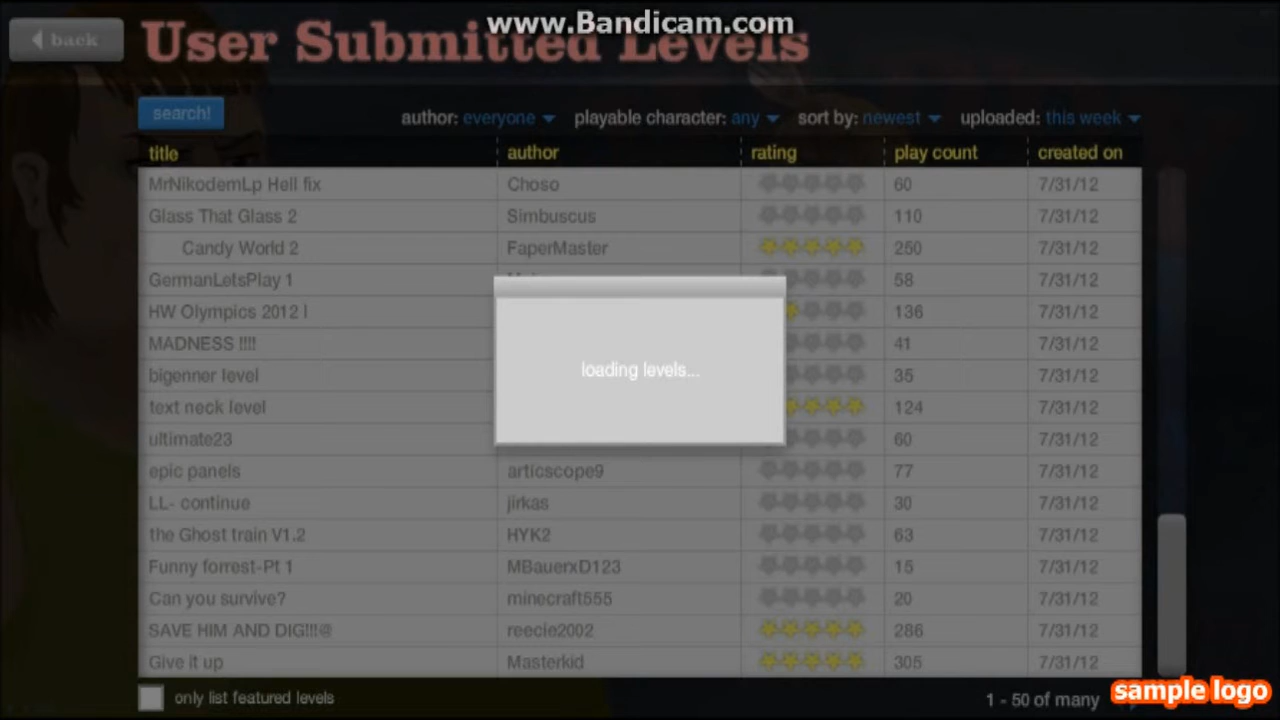 www.Bandicam.com
back
User Submitted Levels
search!
author: everyone playable character: any sort by: newest uploaded: this week
title author rating play count created on
MrNikodemLp Hell fix Choso 60 7/31/12
Glass That Glass 2 Simbuscus 110 7/31/12
Candy World 2 FaperMaster 250 7/31/12
GermanLetsPlay 1 58 7/31/12
HW Olympics 2012 I 136 7/31/12
MADNESS !!!! 41 7/31/12
bigenner level 35 7/31/12
loading levels...
text neck level 124 7/31/12
ultimate23 60 7/31/12
epic panels articscope9 77 7/31/12
LL- continue jirkas 30 7/31/12
the Ghost train V1.2 HYK2 63 7/31/12
Funny forrest-Pt 1 MBauerxD123 15 7/31/12
Can you survive? minecraft555 20 7/31/12
SAVE HIM AND DIG!!!@ reecie2002 286 7/31/12
Give it up Masterkid 305 7/31/12
only list featured levels 1 - 50 of many
sample logo